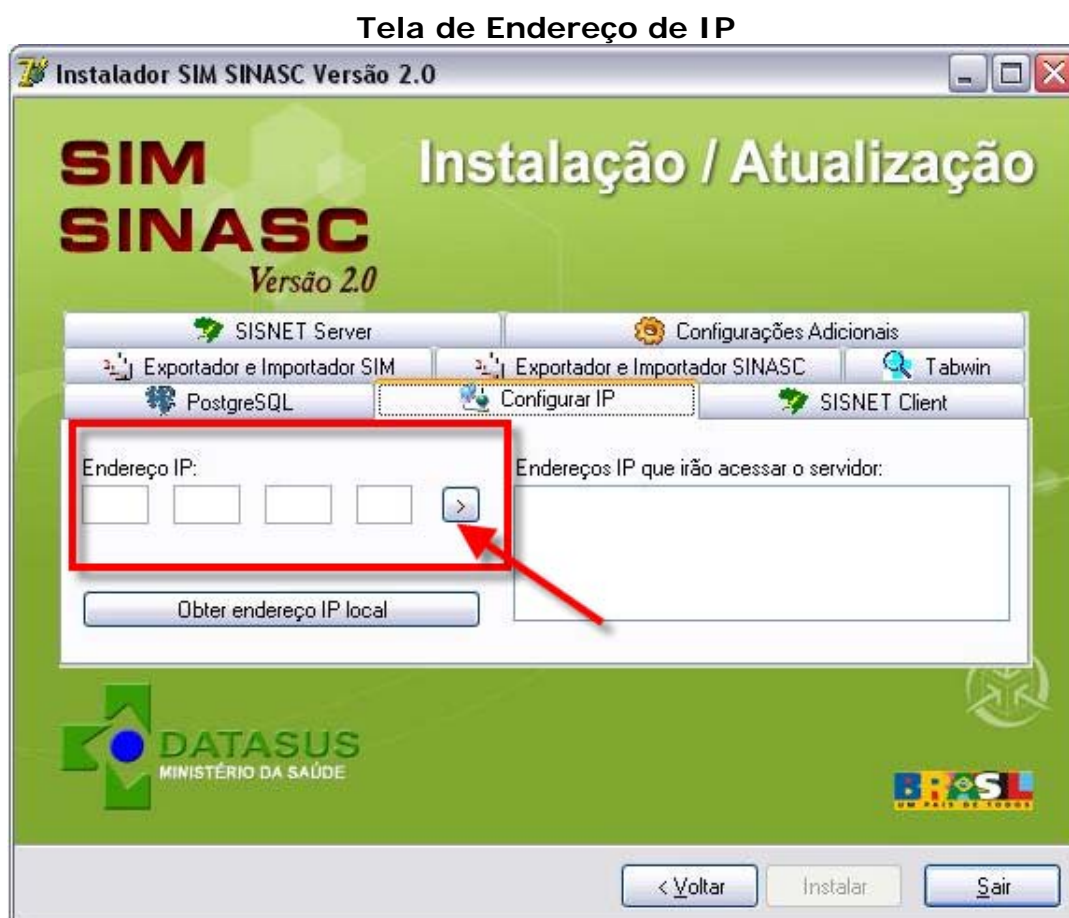 Tela de Endereço de IP
Instalador SIM SINASC Versão 2.0
SIM
SINASC
Versão 2.0
Instalação / Atualização
SISNET Server
Configurações Adicionais
Exportador e Importador SIM
Exportador e Importador SINASC
Tabwin
PostgreSQL
Configurar IP
SISNET Client
Endereço IP:
Endereços IP que irão acessar o servidor:
>
Obter endereço IP local
DATASUS
MINISTÉRIO DA SAÚDE
BRASIL
UM PAÍS DE TODOS
< Voltar
Instalar
Sair